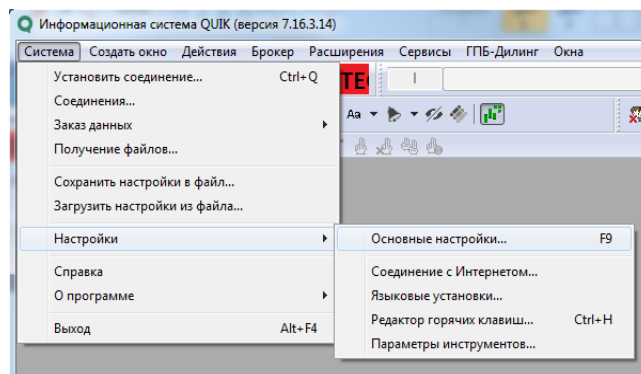 Информационная система QUIK (версия 7.16.3.14)
Система Создать окно Действия Брокер Расширения Сервисы ГПБ-Дилинг Окна
Установить соединение... Ctrl+Q
Соединения...
Aa
Заказ данных
Получение файлов...
Сохранить настройки в файл...
Загрузить настройки из файла...
Настройки
Основные настройки... F9
Справка
Соединение с Интернетом...
О программе
Языковые установки...
Выход Alt+F4
Редактор горячих клавиш... Ctrl+H
Параметры инструментов...